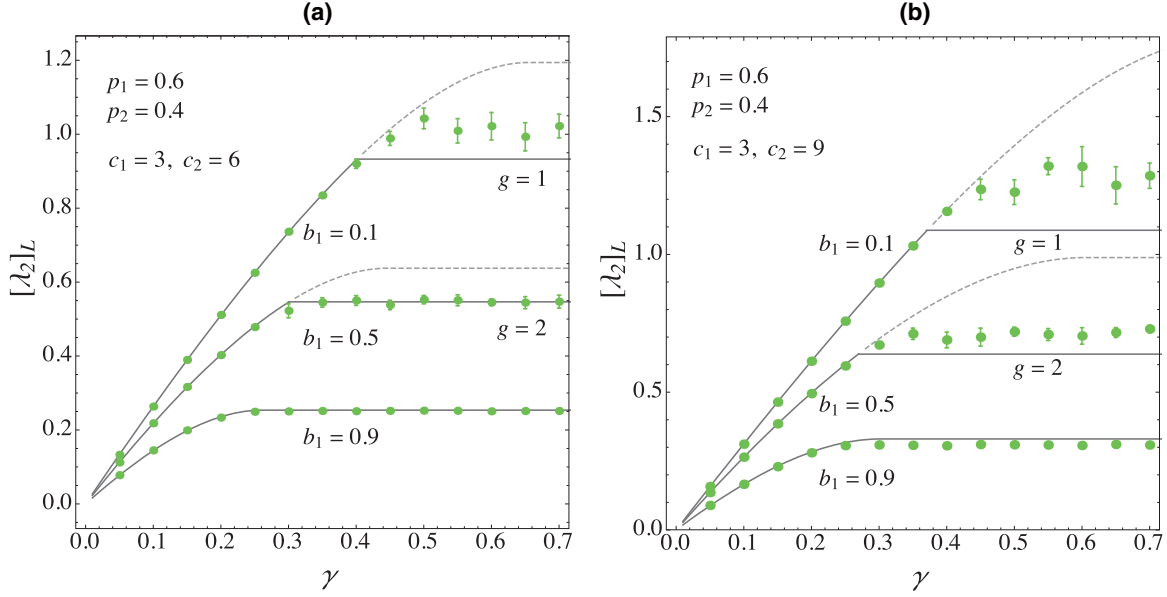 (a)
[λ₂]_L
1.2
1.0
0.8
0.6
0.4
0.2
0.0
p₁ = 0.6
p₂ = 0.4
c₁ = 3, c₂ = 6
g = 1
b₁ = 0.1
g = 2
b₁ = 0.5
b₁ = 0.9
0.0 0.1 0.2 0.3 0.4 0.5 0.6 0.7
γ
(b)
[λ₂]_L
1.5
1.0
0.5
0.0
p₁ = 0.6
p₂ = 0.4
c₁ = 3, c₂ = 9
b₁ = 0.1
g = 1
g = 2
b₁ = 0.5
b₁ = 0.9
0.0 0.1 0.2 0.3 0.4 0.5 0.6 0.7
γ